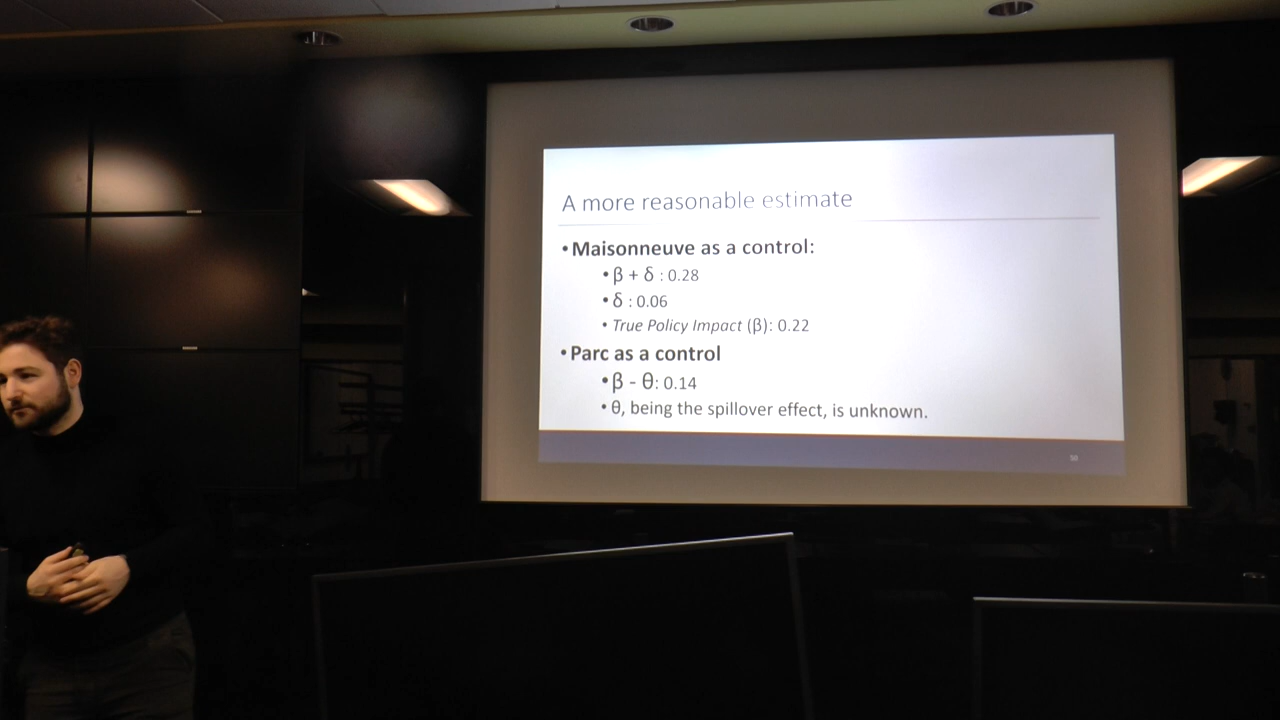 A more reasonable estimate
•Maisonneuve as a control:
•β + δ : 0.28
•δ : 0.06
•True Policy Impact (β): 0.22
•Parc as a control
•β - θ: 0.14
•θ, being the spillover effect, is unknown.